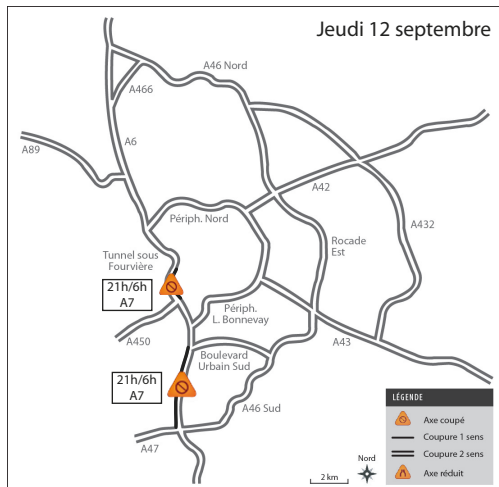 Jeudi 12 septembre
A46 Nord
A466
A6
A89
A42
Périph. Nord
A432
Rocade
Est
Tunnel sous
Fourvière
21h/6h
A7
Périph.
L. Bonnevay
A450
A43
Boulevard
Urbain Sud
21h/6h
A7
A46 Sud
A47
Nord
2 km
LÉGENDE
Axe coupé
Coupure 1 sens
Coupure 2 sens
Axe réduit